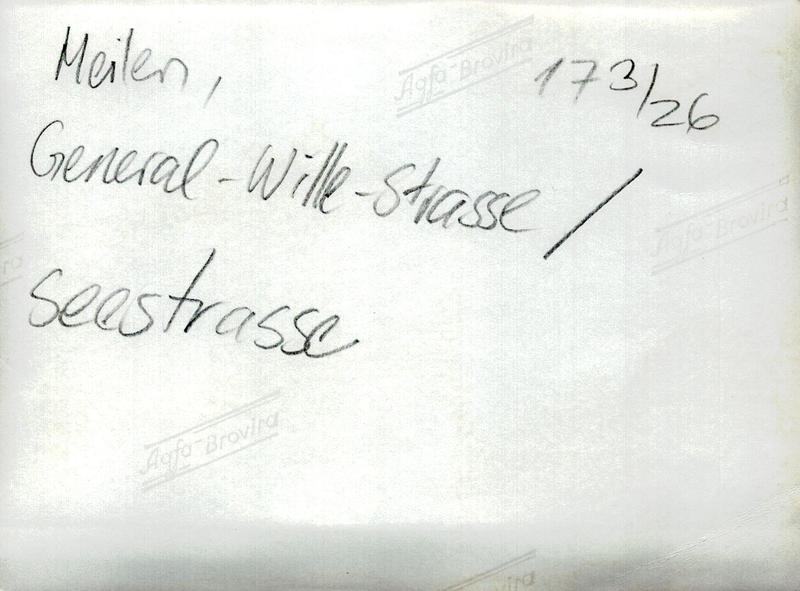 Meilen,
173/26
General-Wille-Strasse/
Seestrasse
Agfa-Brovira
Agfa-Brovira
Agfa-Brovira